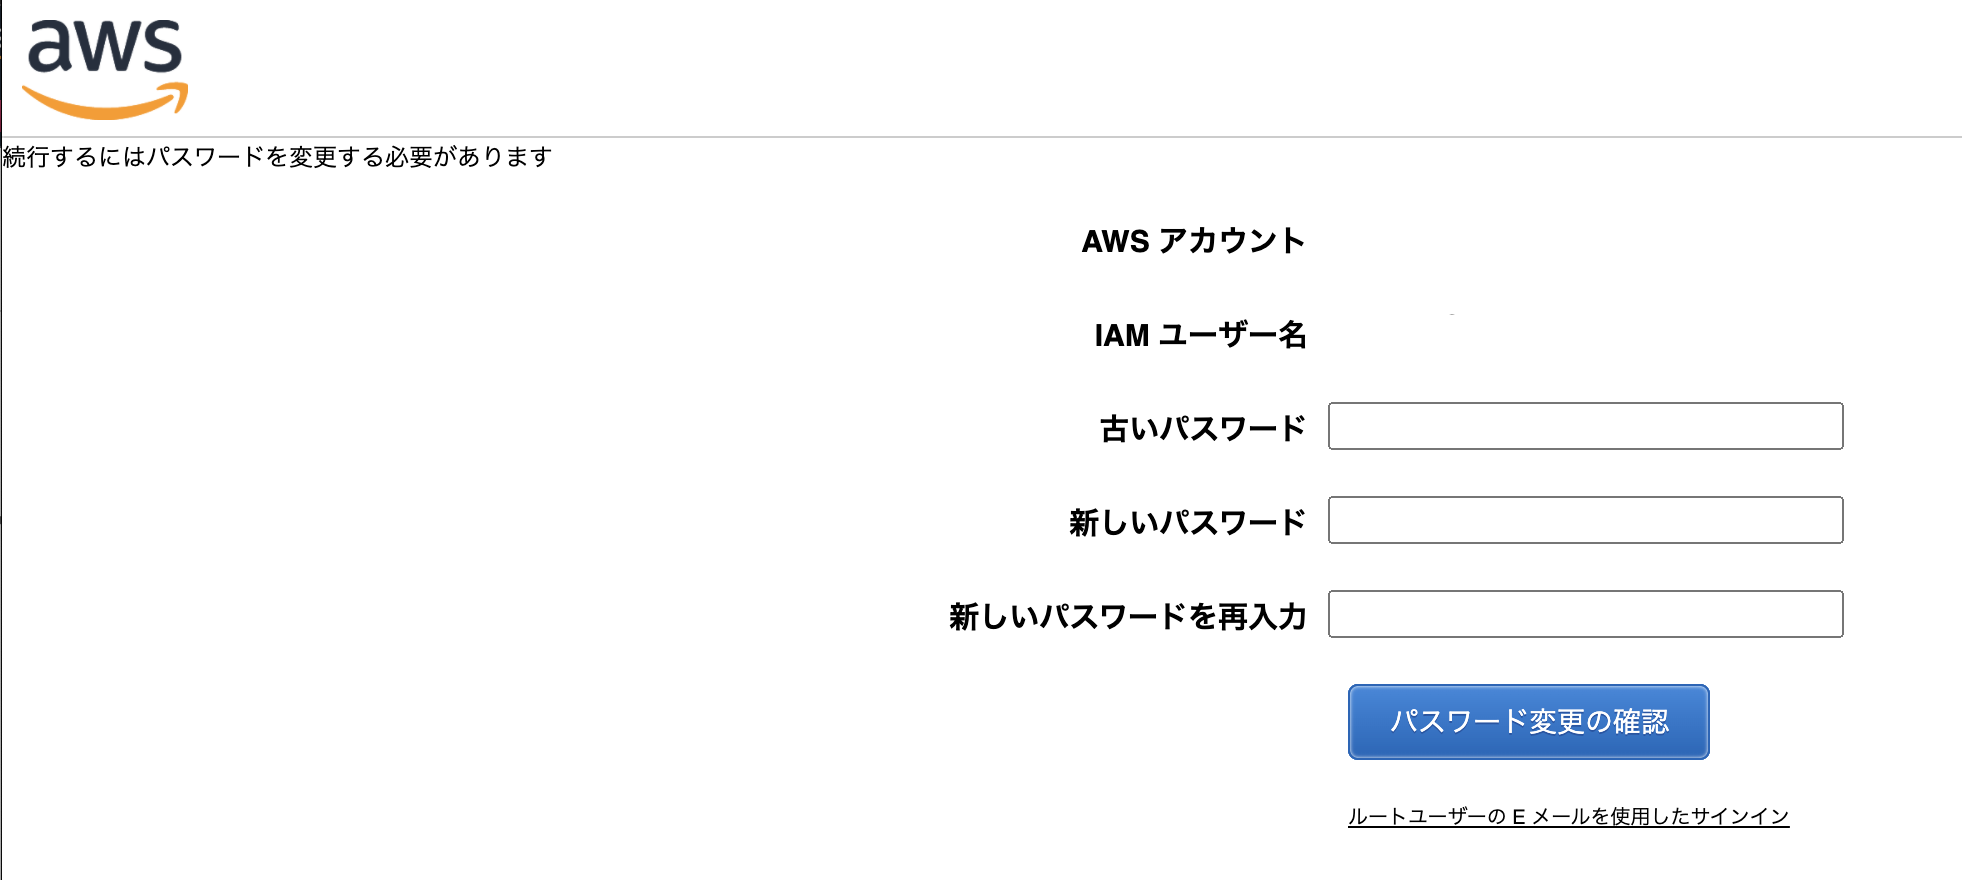 aws
続行するにはパスワードを変更する必要があります
AWS アカウント
IAM ユーザー名
古いパスワード
新しいパスワード
新しいパスワードを再入力
パスワード変更の確認
ルートユーザーの E メールを使用したサインイン